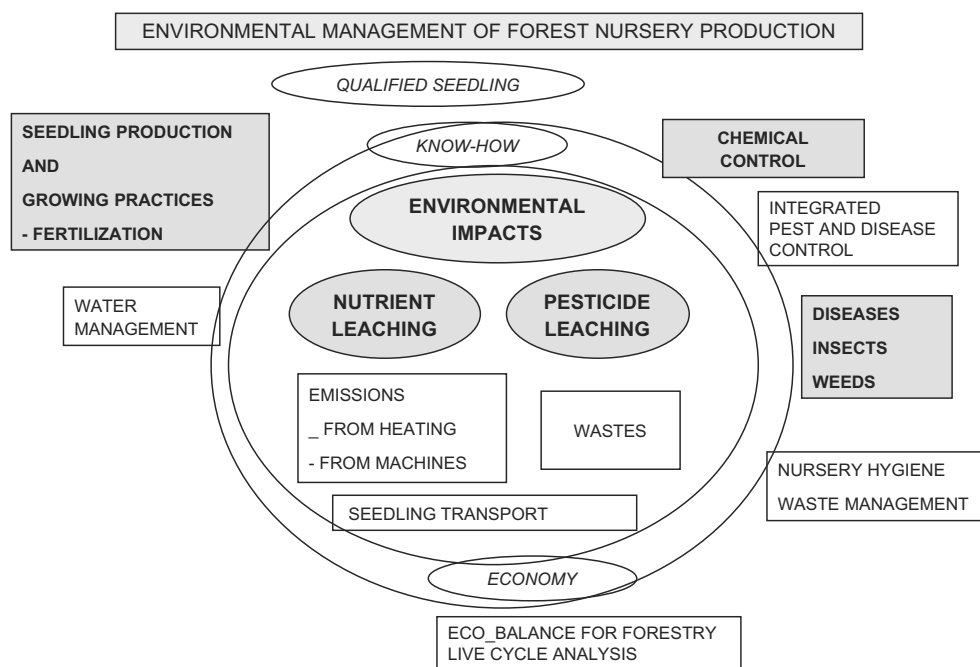 ENVIRONMENTAL MANAGEMENT OF FOREST NURSERY PRODUCTION
QUALIFIED SEEDLING
SEEDLING PRODUCTION
AND
GROWING PRACTICES
- FERTILIZATION
KNOW-HOW
CHEMICAL
CONTROL
ENVIRONMENTAL
IMPACTS
INTEGRATED
PEST AND DISEASE
CONTROL
WATER
MANAGEMENT
NUTRIENT
LEACHING
PESTICIDE
LEACHING
DISEASES
INSECTS
WEEDS
EMISSIONS
_ FROM HEATING
- FROM MACHINES
WASTES
NURSERY HYGIENE
WASTE MANAGEMENT
SEEDLING TRANSPORT
ECONOMY
ECO_BALANCE FOR FORESTRY
LIVE CYCLE ANALYSIS